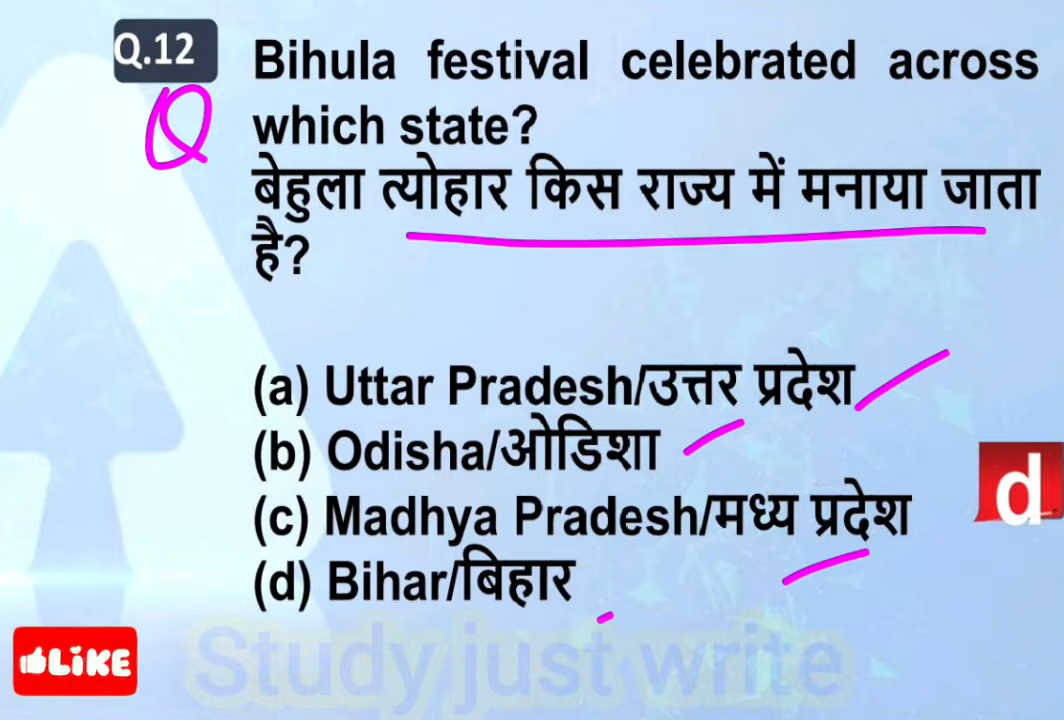 Q.12
Bihula festival celebrated across
which state?
बेहुला त्योहार किस राज्य में मनाया जाता
है?
(a) Uttar Pradesh/उत्तर प्रदेश
(b) Odisha/ओडिशा
(c) Madhya Pradesh/मध्य प्रदेश
(d) Bihar/बिहार
d
LiKE
Study just write